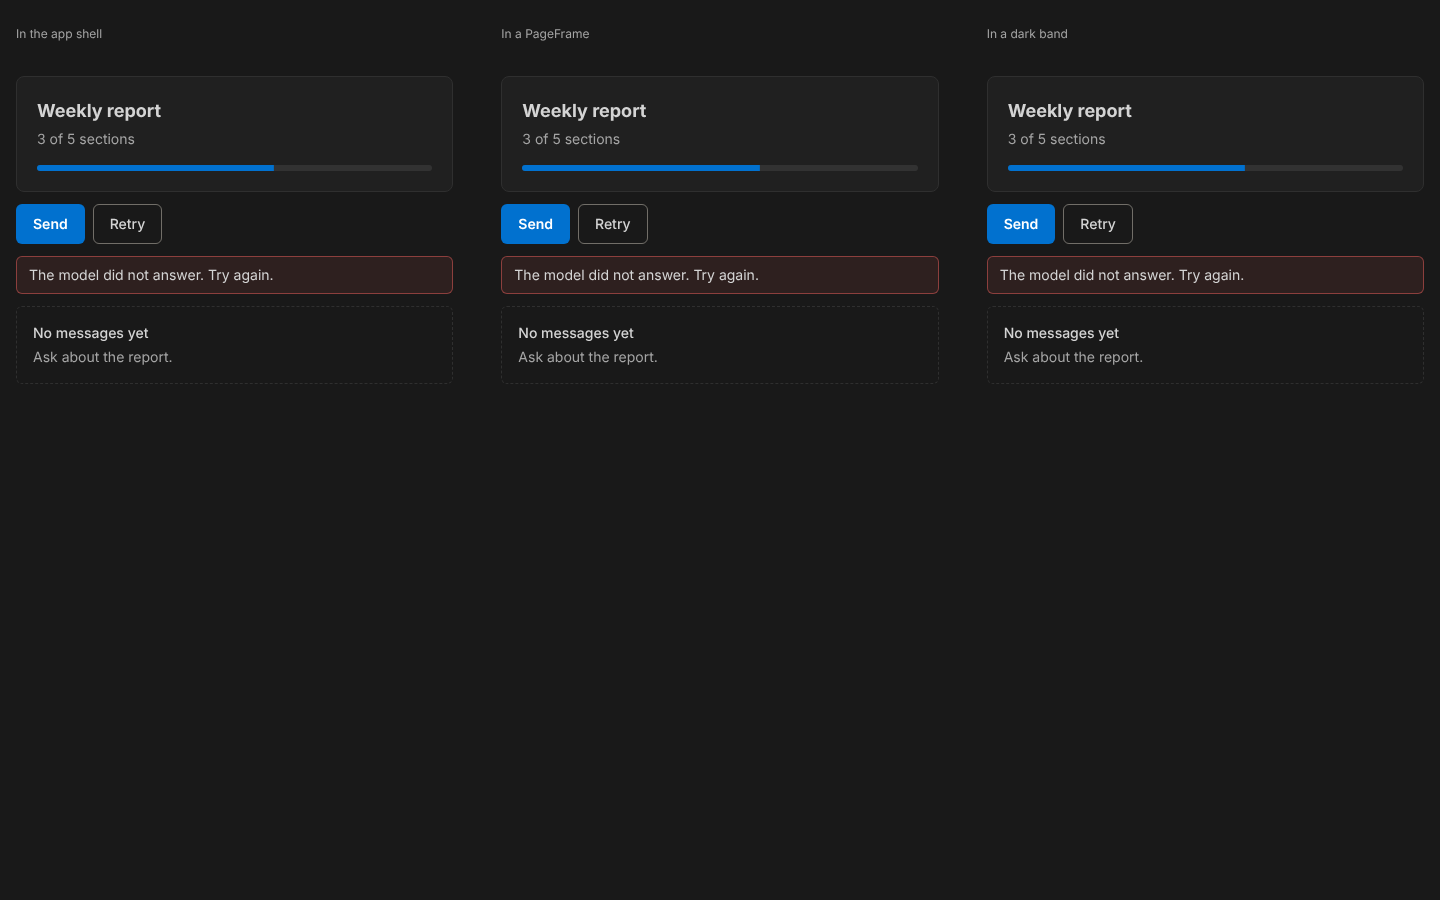 In the app shell
Weekly report
3 of 5 sections
Send
Retry
The model did not answer. Try again.
No messages yet
Ask about the report.
In a PageFrame
Weekly report
3 of 5 sections
Send
Retry
The model did not answer. Try again.
No messages yet
Ask about the report.
In a dark band
Weekly report
3 of 5 sections
Send
Retry
The model did not answer. Try again.
No messages yet
Ask about the report.